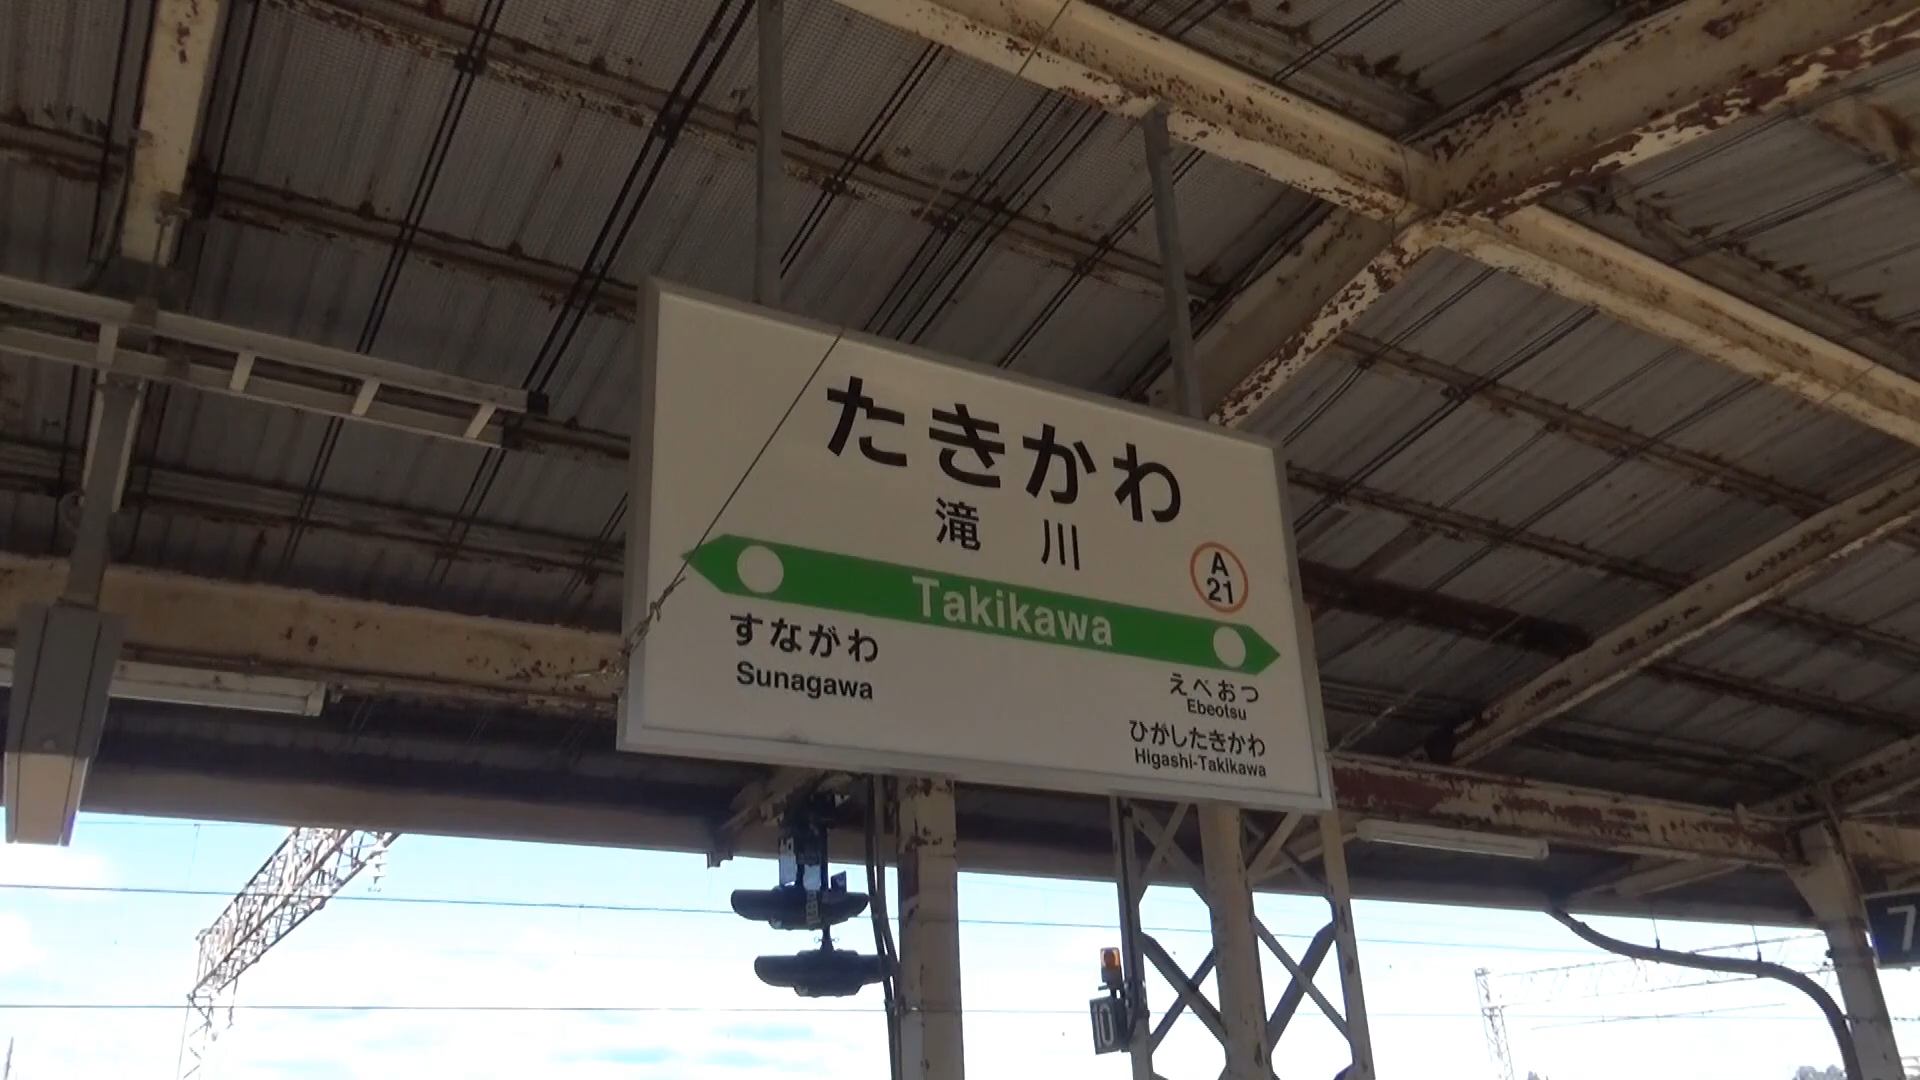 たきかわ
滝 川
A
21
Takikawa
すながわ
Sunagawa
えべおつ
Ebeotsu
ひがしたきかわ
Higashi-Takikawa
7
10